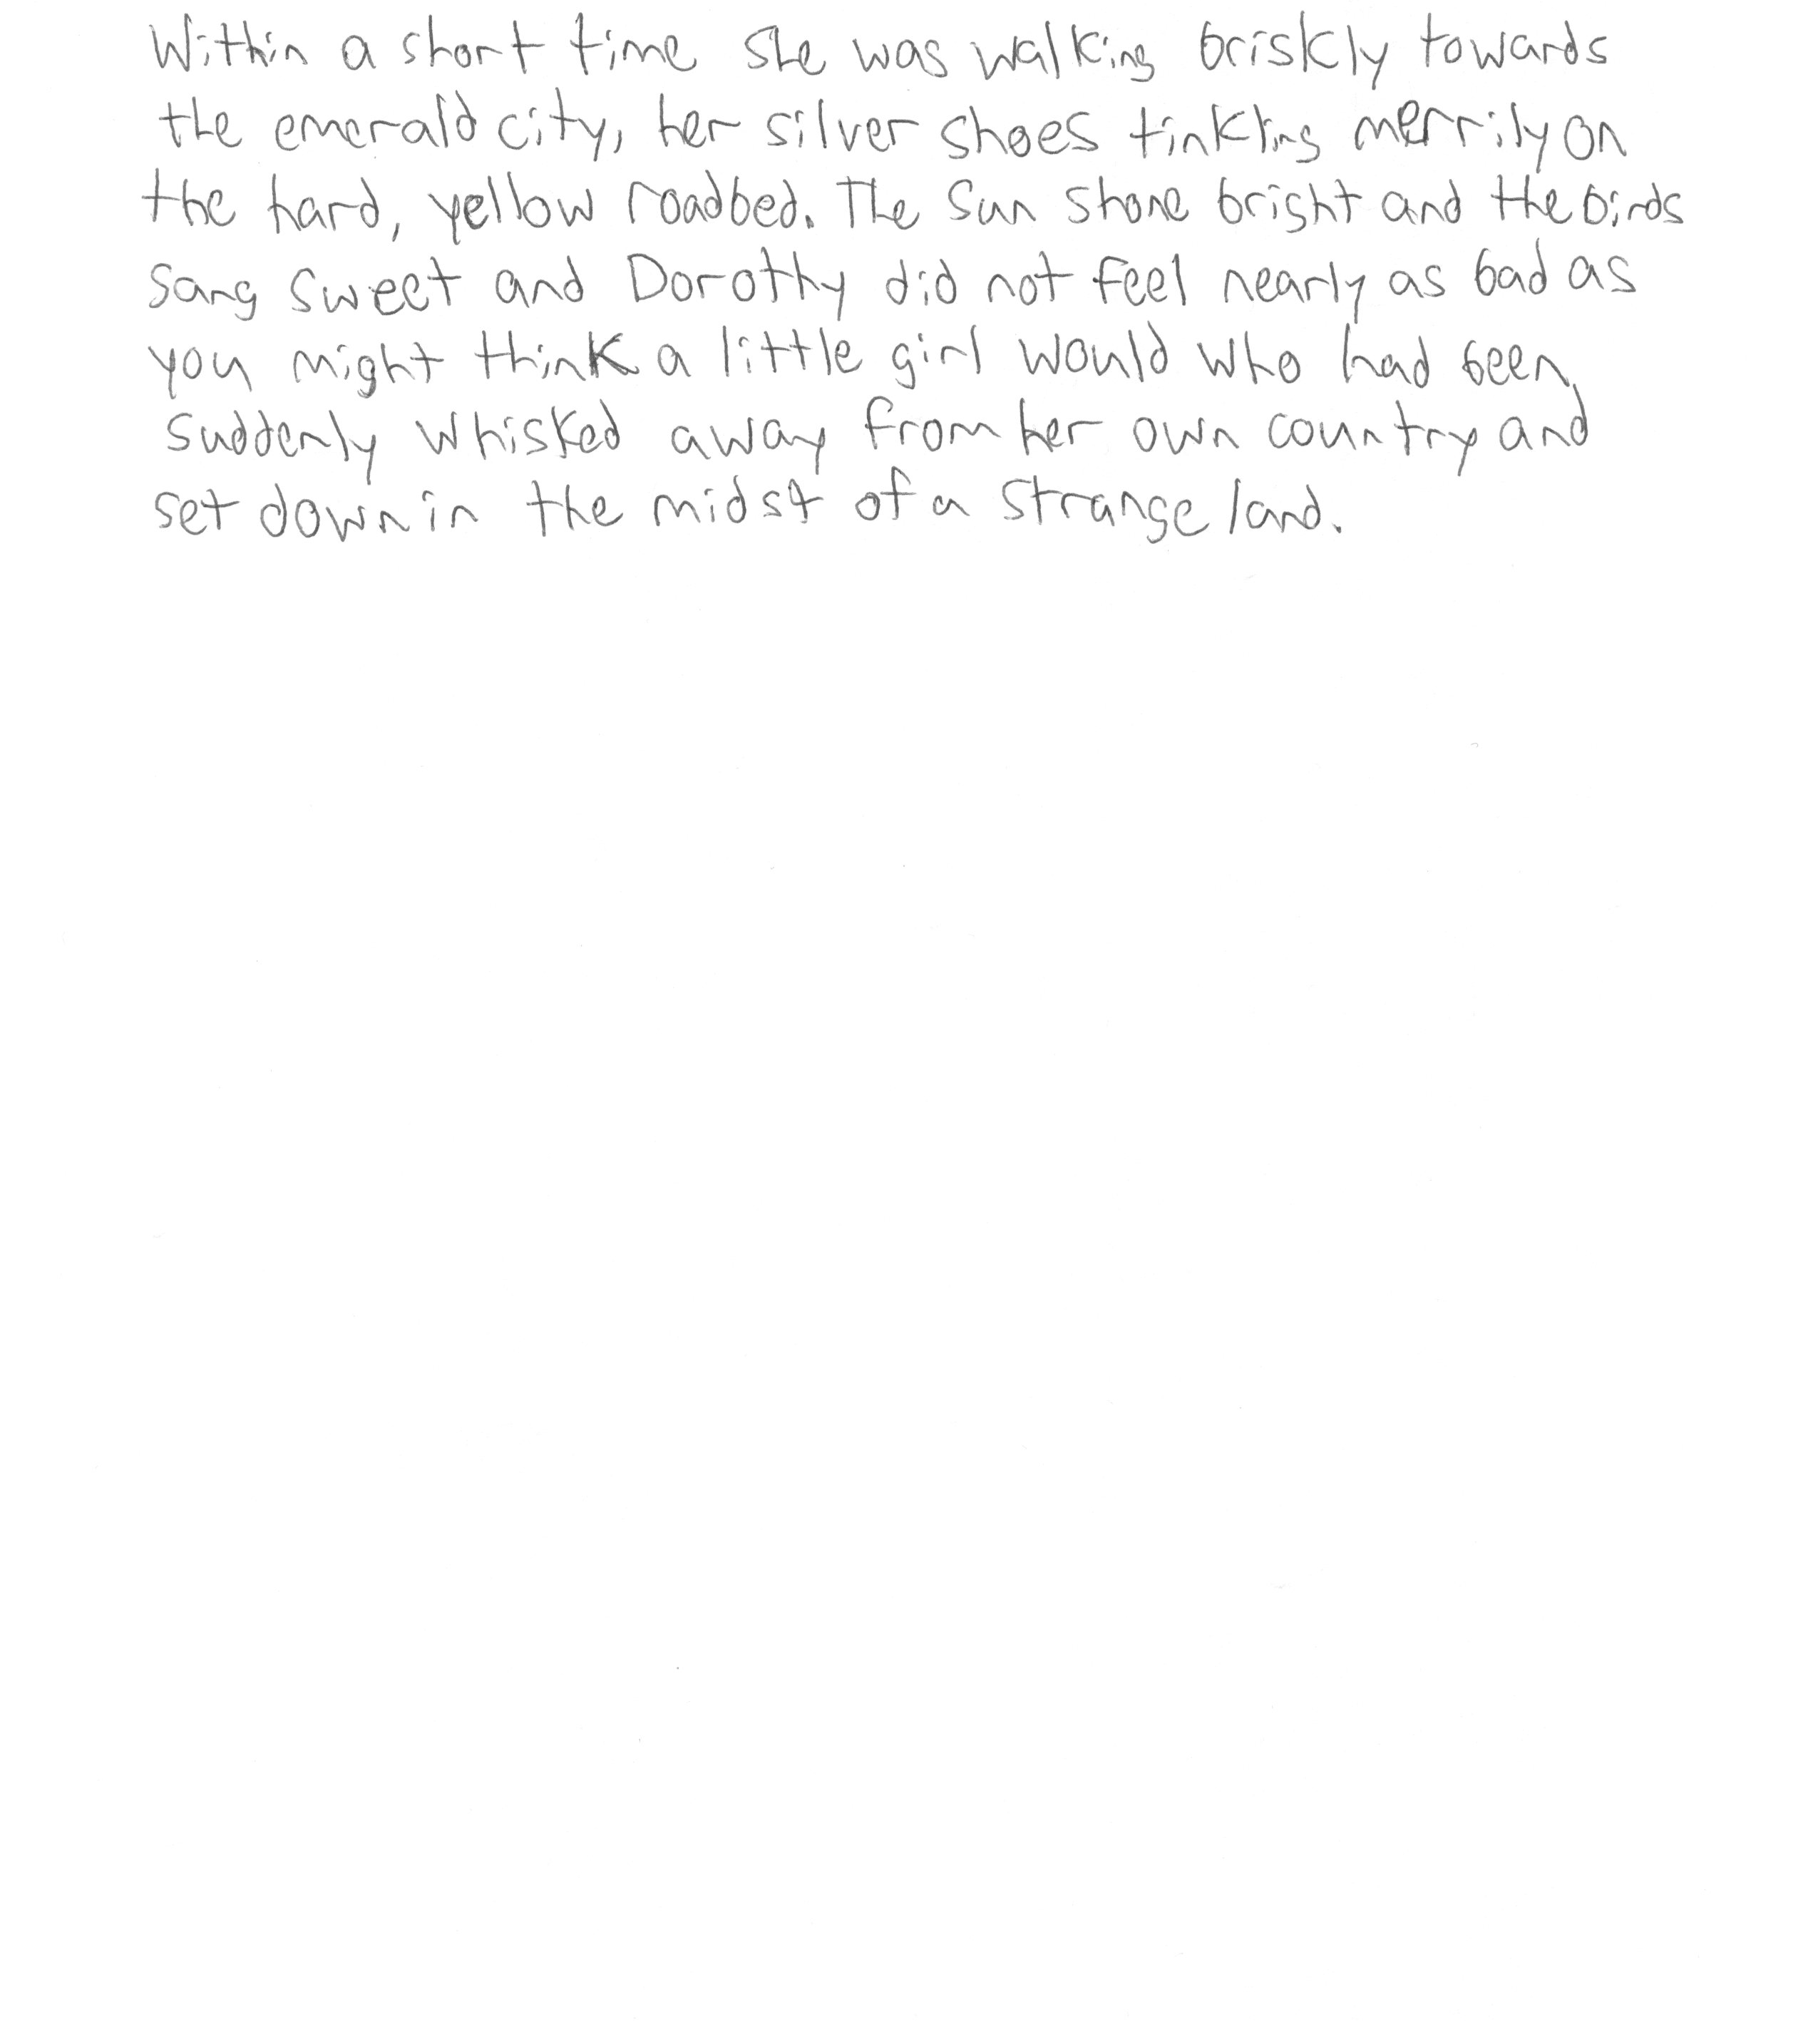 Within a short time she was walking briskly towards
the emerald city, her silver shoes tinkling merrily on
the hard, yellow roadbed. The sun shone bright and the birds
sang sweet and Dorothy did not feel nearly as bad as
you might think a little girl would who had been
suddenly whisked away from her own country and
set down in the midst of a strange land.